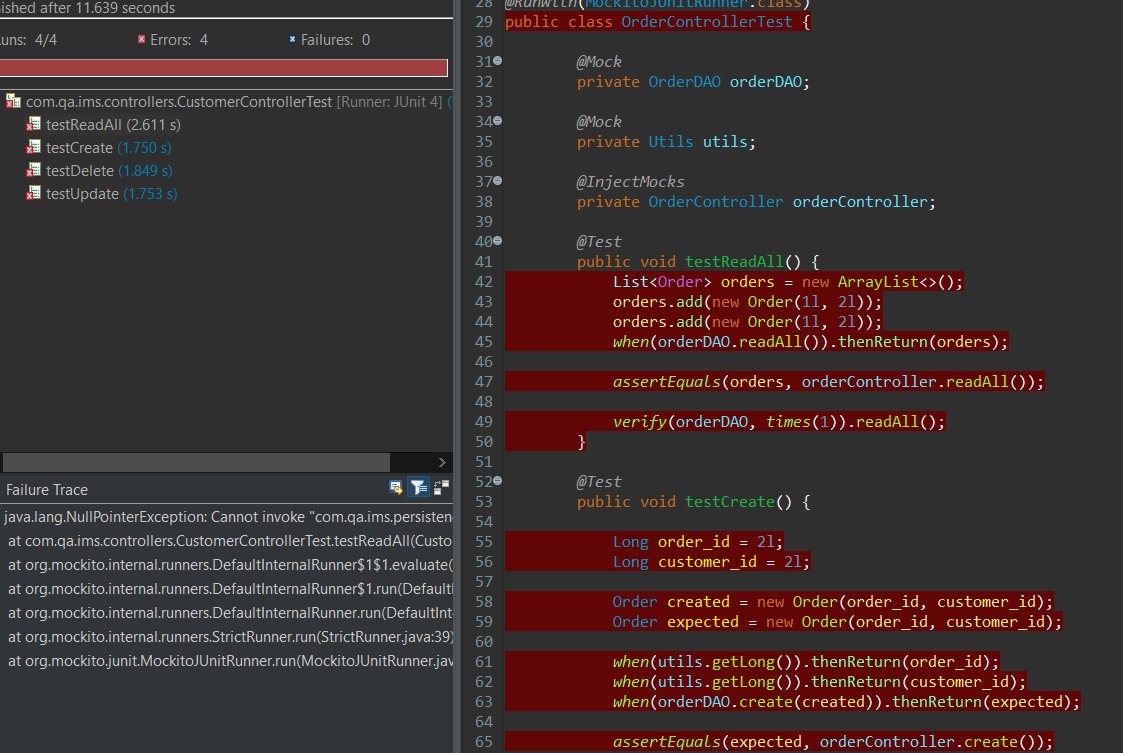 ished after 11.639 seconds
uns: 4/4 Errors: 4 Failures: 0
com.qa.ims.controllers.CustomerControllerTest [Runner: JUnit 4] (
testReadAll (2.611 s)
testCreate (1.750 s)
testDelete (1.849 s)
testUpdate (1.753 s)
Failure Trace
java.lang.NullPointerException: Cannot invoke "com.qa.ims.persisten
at com.qa.ims.controllers.CustomerControllerTest.testReadAll(Custo
at org.mockito.internal.runners.DefaultInternalRunner$1$1.evaluate(
at org.mockito.internal.runners.DefaultInternalRunner$1.run(Default
at org.mockito.internal.runners.DefaultInternalRunner.run(DefaultInt
at org.mockito.internal.runners.StrictRunner.run(StrictRunner.java:39)
at org.mockito.junit.MockitoJUnitRunner.run(MockitoJUnitRunner.jav
28 @RunWith(MockitoJUnitRunner.class)
29 public class OrderControllerTest {
30
31 @Mock
32 private OrderDAO orderDAO;
33
34 @Mock
35 private Utils utils;
36
37 @InjectMocks
38 private OrderController orderController;
39
40 @Test
41 public void testReadAll() {
42 List<Order> orders = new ArrayList<>();
43 orders.add(new Order(1l, 2l));
44 orders.add(new Order(1l, 2l));
45 when(orderDAO.readAll()).thenReturn(orders);
46
47 assertEquals(orders, orderController.readAll());
48
49 verify(orderDAO, times(1)).readAll();
50 }
51
52 @Test
53 public void testCreate() {
54
55 Long order_id = 2l;
56 Long customer_id = 2l;
57
58 Order created = new Order(order_id, customer_id);
59 Order expected = new Order(order_id, customer_id);
60
61 when(utils.getLong()).thenReturn(order_id);
62 when(utils.getLong()).thenReturn(customer_id);
63 when(orderDAO.create(created)).thenReturn(expected);
64
65 assertEquals(expected, orderController.create());